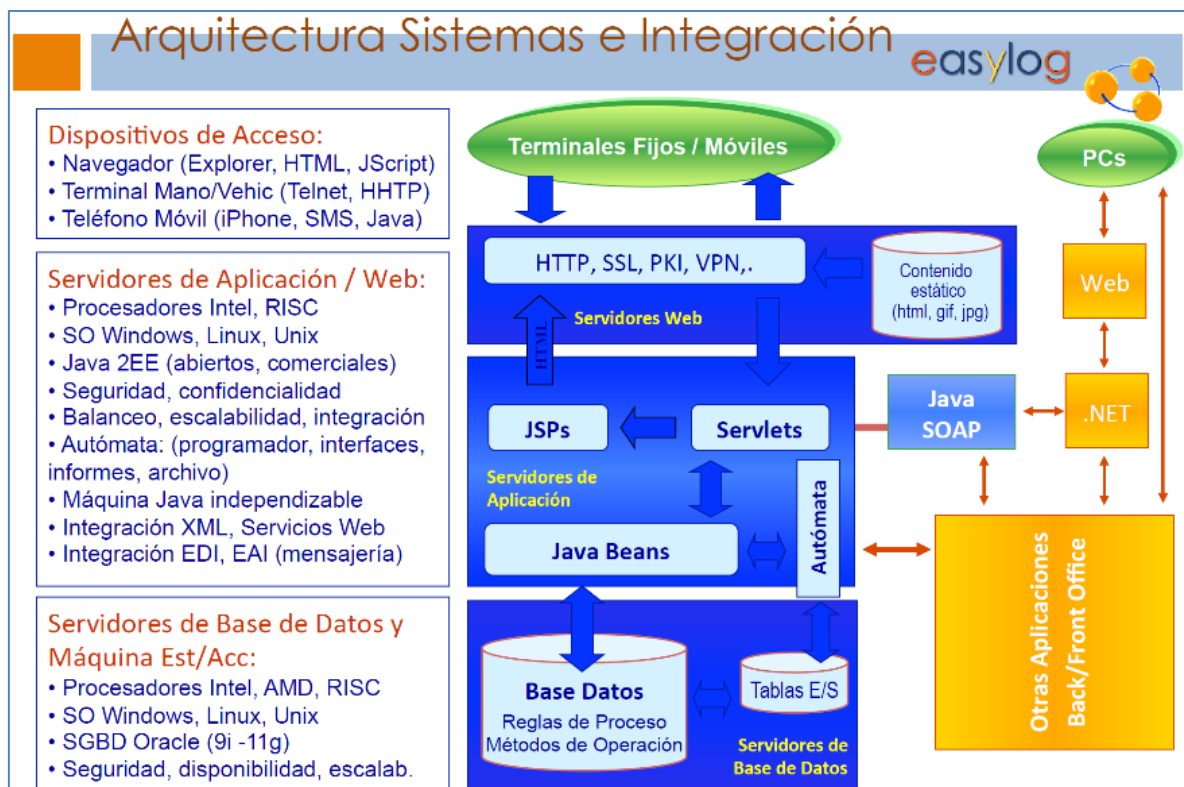 Arquitectura Sistemas e Integración
easylog
Dispositivos de Acceso:
• Navegador (Explorer, HTML, JScript)
• Terminal Mano/Vehic (Telnet, HHTP)
• Teléfono Móvil (iPhone, SMS, Java)
Servidores de Aplicación / Web:
• Procesadores Intel, RISC
• SO Windows, Linux, Unix
• Java 2EE (abiertos, comerciales)
• Seguridad, confidencialidad
• Balanceo, escalabilidad, integración
• Autómata: (programador, interfaces,
informes, archivo)
• Máquina Java independizable
• Integración XML, Servicios Web
• Integración EDI, EAI (mensajería)
Servidores de Base de Datos y
Máquina Est/Acc:
• Procesadores Intel, AMD, RISC
• SO Windows, Linux, Unix
• SGBD Oracle (9i -11g)
• Seguridad, disponibilidad, escalab.
Terminales Fijos / Móviles
HTTP, SSL, PKI, VPN,.
Contenido
estático
(html, gif, jpg)
Servidores Web
HTML
JSPs
Servlets
Servidores de
Aplicación
Java Beans
Autómata
Base Datos
Reglas de Proceso
Métodos de Operación
Tablas E/S
Servidores de
Base de Datos
PCs
Web
Java
SOAP
.NET
Otras Aplicaciones
Back/Front Office